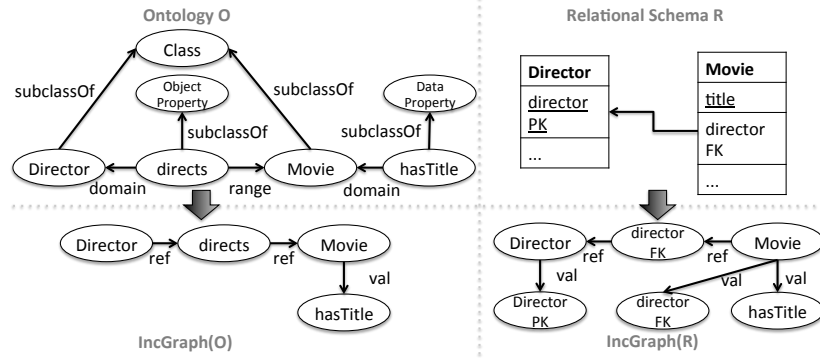 Ontology O
Class
subclassOf
subclassOf
Object
Property
Data
Property
subclassOf
subclassOf
Director
directs
Movie
hasTitle
domain
range
domain
Relational Schema R
Director
director
PK
...
Movie
title
director
FK
...
Director
directs
Movie
ref
ref
val
hasTitle
IncGraph(O)
Director
director
FK
Movie
ref
ref
val
val
val
Director
PK
director
FK
hasTitle
IncGraph(R)